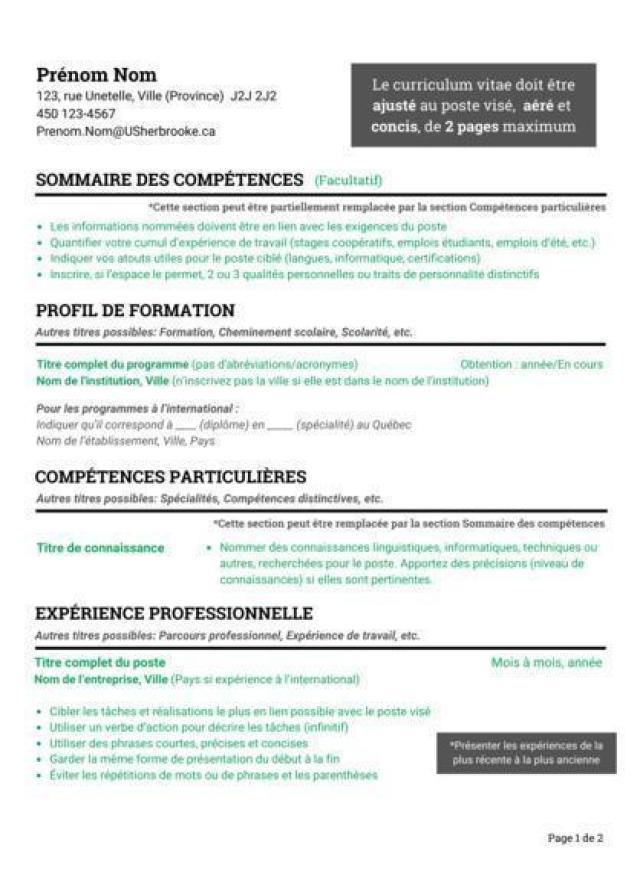 Prénom Nom
123, rue Unetelle, Ville (Province) J2J 2J2
450 123-4567
Prenom.Nom@USherbrooke.ca
Le curriculum vitae doit être
ajusté au poste visé, aéré et
concis, de 2 pages maximum
SOMMAIRE DES COMPÉTENCES (Facultatif)
*Cette section peut être partiellement remplacée par la section Compétences particulières
• Les informations nommées doivent être en lien avec les exigences du poste
• Quantifier votre cumul d'expérience de travail (stages coopératifs, emplois étudiants, emplois d'été, etc.)
• Indiquer vos atouts utiles pour le poste ciblé (langues, informatique, certifications)
• Inscrire, si l'espace le permet, 2 ou 3 qualités personnelles ou traits de personnalité distinctifs
PROFIL DE FORMATION
Autres titres possibles: Formation, Cheminement scolaire, Scolarité, etc.
Titre complet du programme (pas d'abréviations/acronymes) Obtention : année/En cours
Nom de l'institution, Ville (n'inscrivez pas la ville si elle est dans le nom de l'institution)
Pour les programmes à l'international :
Indiquer qu'il correspond à ____ (diplôme) en _____ (spécialité) au Québec
Nom de l'établissement, Ville, Pays
COMPÉTENCES PARTICULIÈRES
Autres titres possibles: Spécialités, Compétences distinctives, etc.
*Cette section peut être remplacée par la section Sommaire des compétences
Titre de connaissance • Nommer des connaissances linguistiques, informatiques, techniques ou
autres, recherchées pour le poste. Apportez des précisions (niveau de
connaissances) si elles sont pertinentes.
EXPÉRIENCE PROFESSIONNELLE
Autres titres possibles: Parcours professionnel, Expérience de travail, etc.
Titre complet du poste Mois à mois, année
Nom de l'entreprise, Ville (Pays si expérience à l'international)
• Cibler les tâches et réalisations le plus en lien possible avec le poste visé
• Utiliser un verbe d'action pour décrire les tâches (infinitif)
• Utiliser des phrases courtes, précises et concises
• Garder la même forme de présentation du début à la fin
• Éviter les répétitions de mots ou de phrases et les parenthèses
*Présenter les expériences de la
plus récente à la plus ancienne
Page 1 de 2